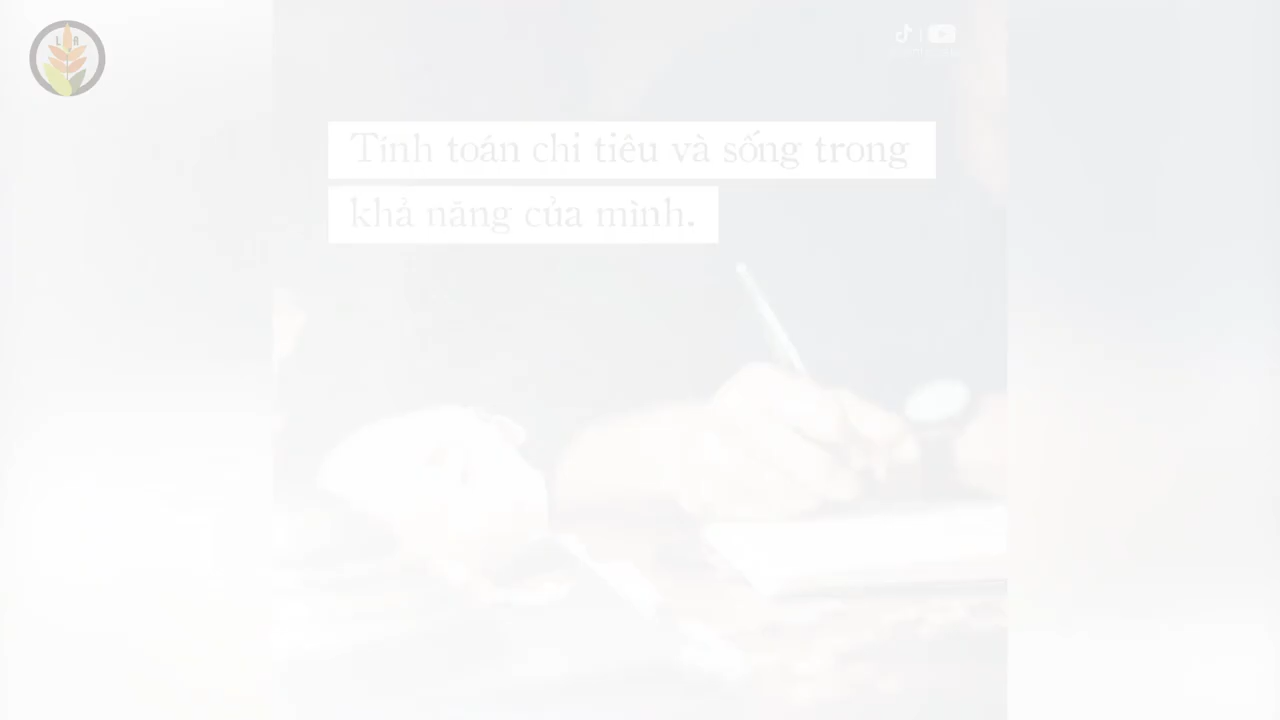 L A
Tính toán chi tiêu và sống trong
khả năng của mình.